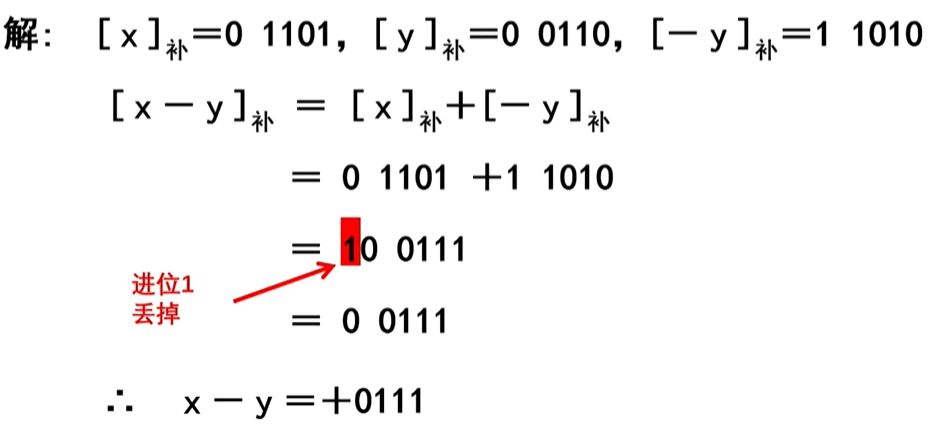 解: [x]补=0 1101, [y]补=0 0110, [-y]补=1 1010
[x-y]补 = [x]补+[-y]补
= 0 1101 +1 1010
= 10 0111
进位1
丢掉
= 0 0111
∴ x-y=+0111